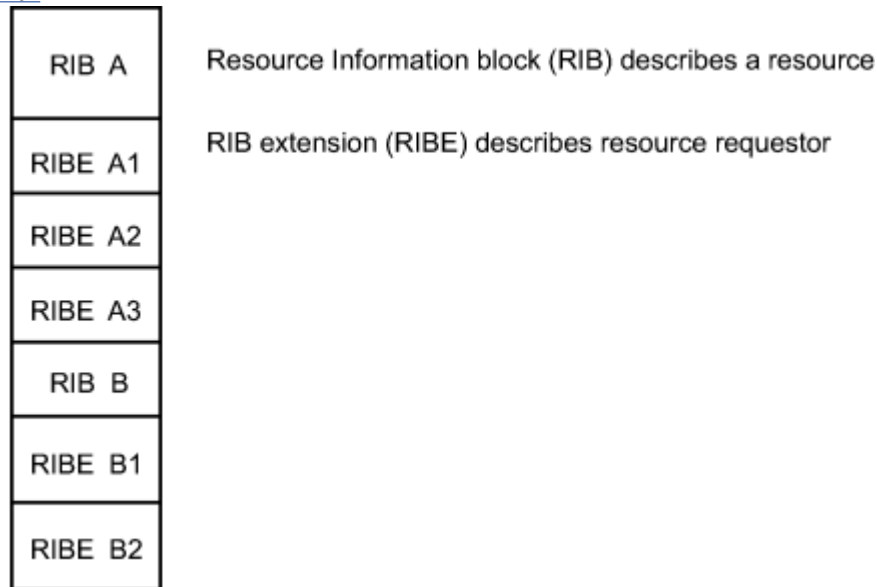 RIB A
Resource Information block (RIB) describes a resource
RIBE A1
RIB extension (RIBE) describes resource requestor
RIBE A2
RIBE A3
RIB B
RIBE B1
RIBE B2